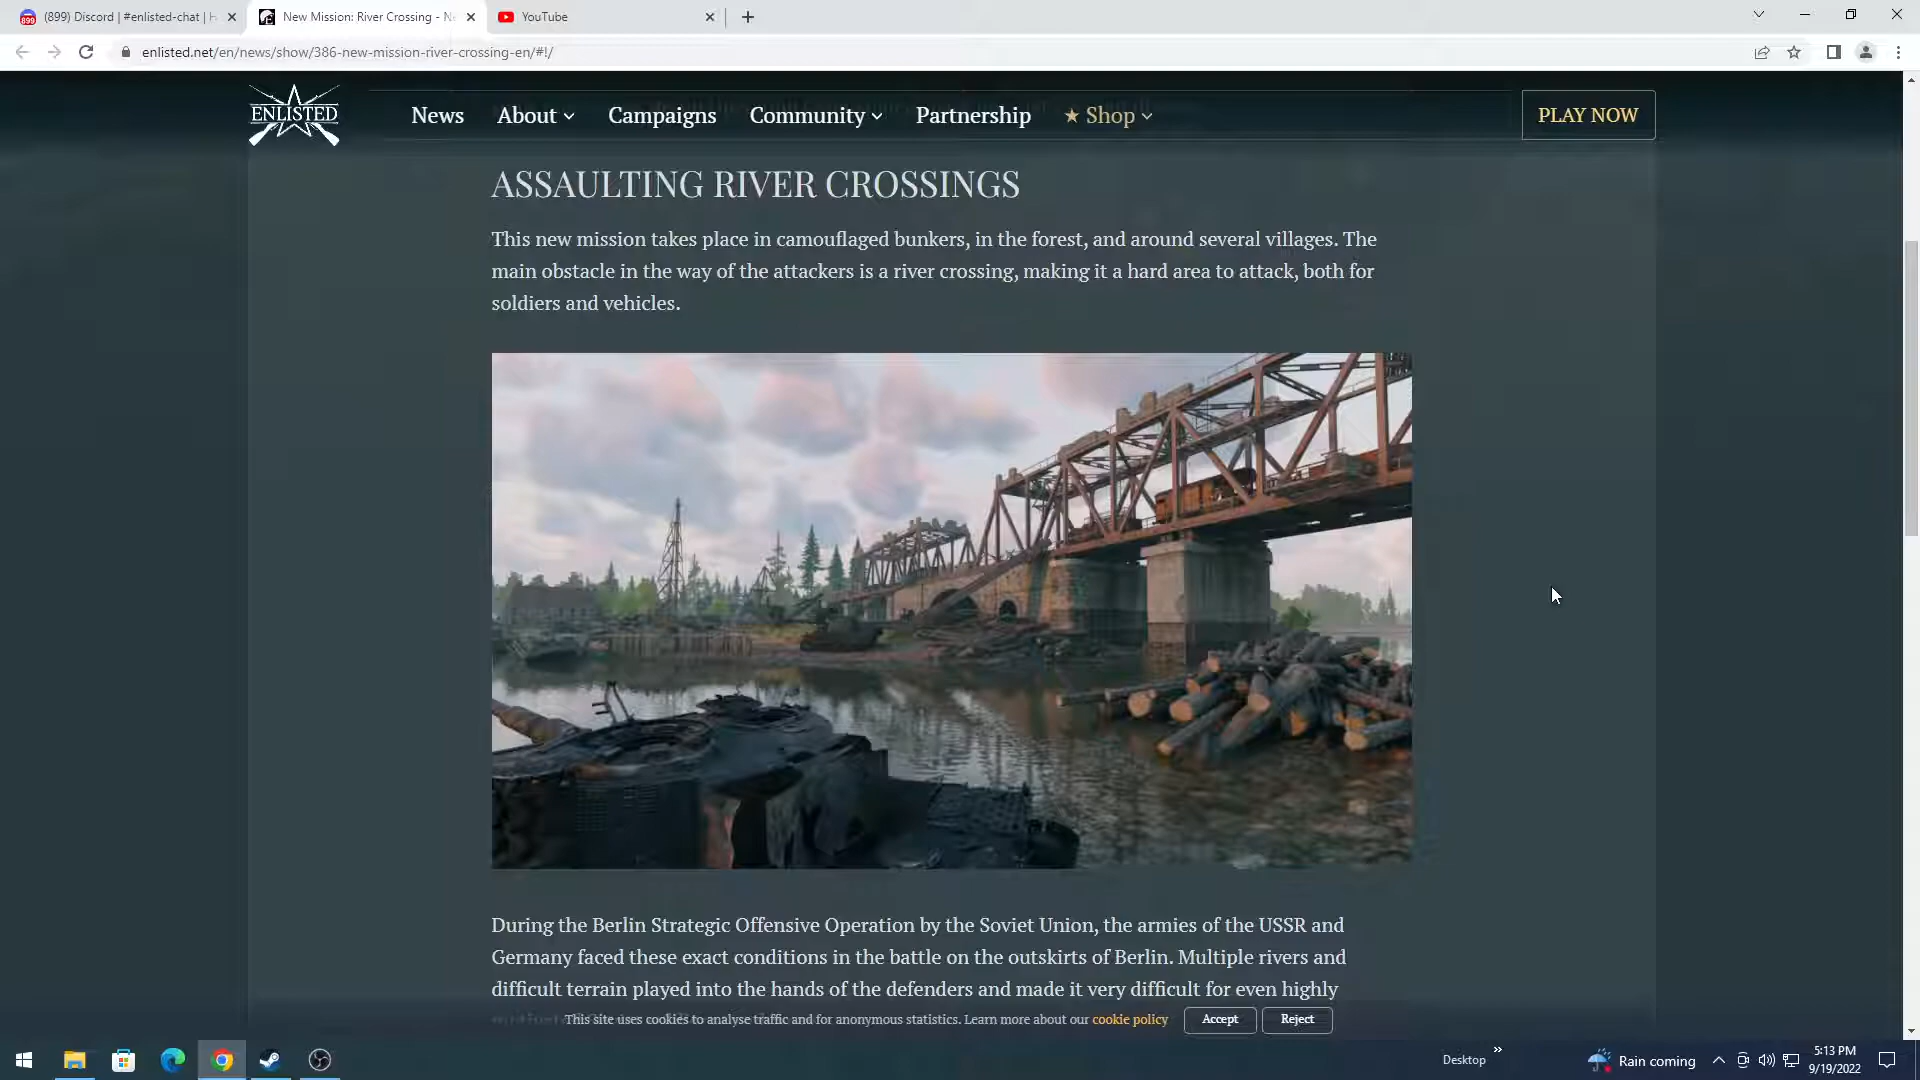 (899) Discord | #enlisted-chat |
New Mission: River Crossing -
YouTube
enlisted.net/en/news/show/386-new-mission-river-crossing-en/#!/
ENLISTED
News
About
Campaigns
Community
Partnership
★ Shop
PLAY NOW
ASSAULTING RIVER CROSSINGS
This new mission takes place in camouflaged bunkers, in the forest, and around several villages. The
main obstacle in the way of the attackers is a river crossing, making it a hard area to attack, both for
soldiers and vehicles.
During the Berlin Strategic Offensive Operation by the Soviet Union, the armies of the USSR and
Germany faced these exact conditions in the battle on the outskirts of Berlin. Multiple rivers and
difficult terrain played into the hands of the defenders and made it very difficult for even highly
This site uses cookies to analyse traffic and for anonymous statistics. Learn more about our cookie policy
Accept
Reject
Desktop
Rain coming
5:13 PM
9/19/2022